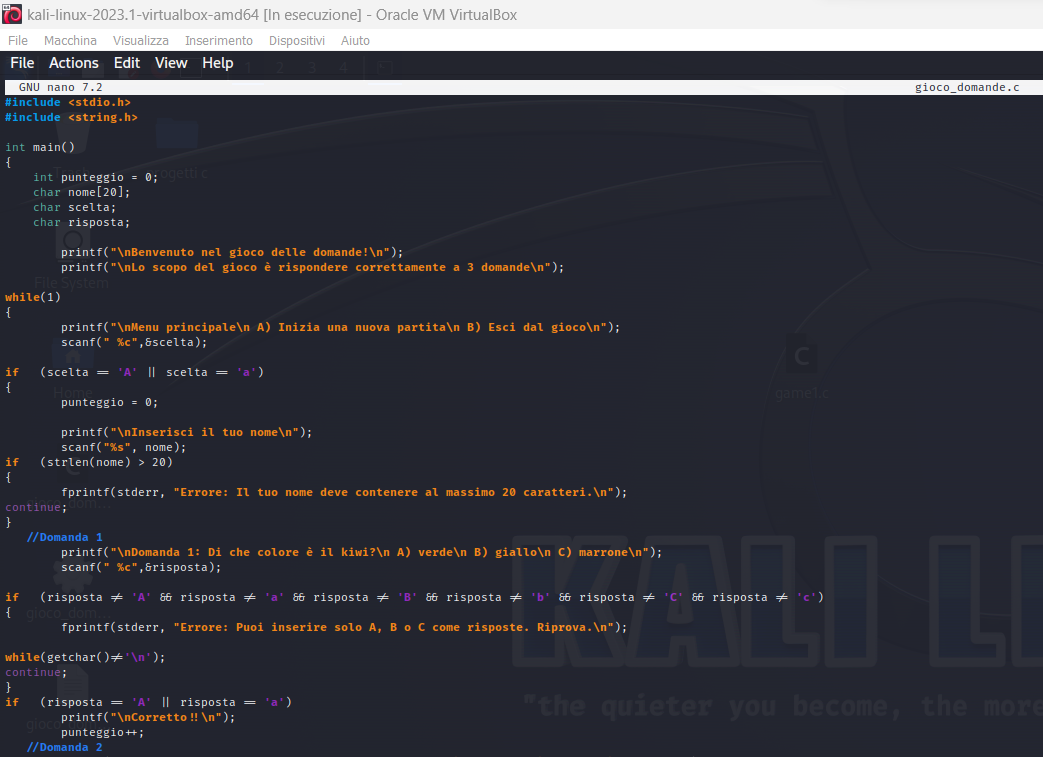 kali-linux-2023.1-virtualbox-amd64 [In esecuzione] - Oracle VM VirtualBox
File Macchina Visualizza Inserimento Dispositivi Aiuto
File Actions Edit View Help
GNU nano 7.2 gioco_domande.c
#include <stdio.h>
#include <string.h>
int main()
{
int punteggio = 0;
char nome[20];
char scelta;
char risposta;
printf("\nBenvenuto nel gioco delle domande!\n");
printf("\nLo scopo del gioco è rispondere correttamente a 3 domande\n");
while(1)
{
printf("\nMenu principale\n A) Inizia una nuova partita\n B) Esci dal gioco\n");
scanf(" %c",&scelta);
if (scelta == 'A' || scelta == 'a')
{
punteggio = 0;
printf("\nInserisci il tuo nome\n");
scanf("%s", nome);
if (strlen(nome) > 20)
{
fprintf(stderr, "Errore: Il tuo nome deve contenere al massimo 20 caratteri.\n");
continue;
}
//Domanda 1
printf("\nDomanda 1: Di che colore è il kiwi?\n A) verde\n B) giallo\n C) marrone\n");
scanf(" %c",&risposta);
if (risposta != 'A' && risposta != 'a' && risposta != 'B' && risposta != 'b' && risposta != 'C' && risposta != 'c')
{
fprintf(stderr, "Errore: Puoi inserire solo A, B o C come risposte. Riprova.\n");
while(getchar()!='\n');
continue;
}
if (risposta == 'A' || risposta == 'a')
printf("\nCorretto!!\n");
punteggio++;
//Domanda 2
File System
Home
game1.c
KALI LI
"the quieter you become, the more